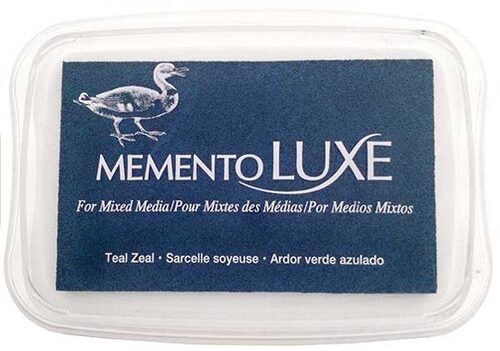 MEMENTO LUXE
For Mixed Media/Pour Mixtes des Médias/Por Medios Mixtos
Teal Zeal · Sarcelle soyeuse · Ardor verde azulado